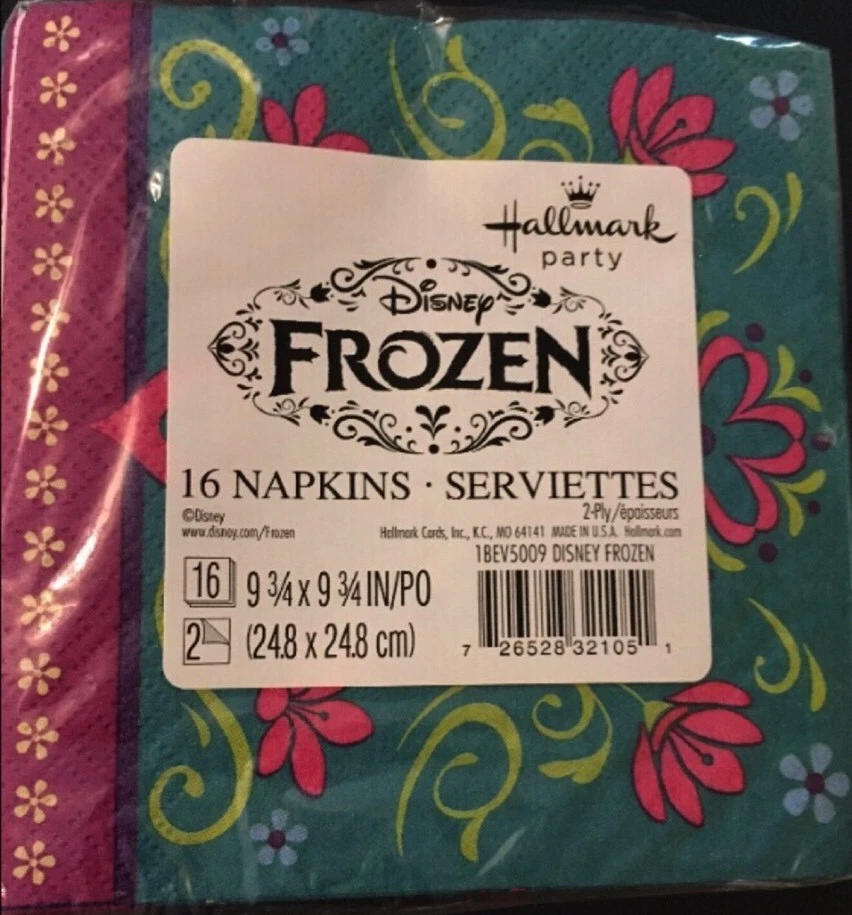 Hallmark
party
Disney
FROZEN
16 NAPKINS · SERVIETTES
©Disney
2-Ply/épaisseurs
www.disney.com/Frozen
Hallmark Cards, Inc., K.C., MO 64141 MADE IN U.S.A. Hallmark.com
1BEV5009 DISNEY FROZEN
16 9 3/4 x 9 3/4 IN/PO
2 (24.8 x 24.8 cm)
7 26528 32105 1